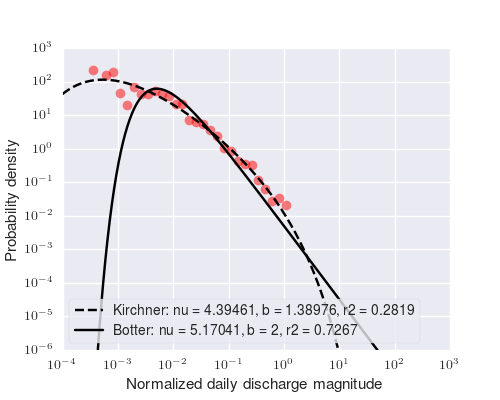 10³
10²
10¹
10⁰
10⁻¹
10⁻²
10⁻³
10⁻⁴
10⁻⁵
10⁻⁶
Probability density
Kirchner: nu = 4.39461, b = 1.38976, r2 = 0.2819
Botter: nu = 5.17041, b = 2, r2 = 0.7267
10⁻⁴ 10⁻³ 10⁻² 10⁻¹ 10⁰ 10¹ 10² 10³
Normalized daily discharge magnitude